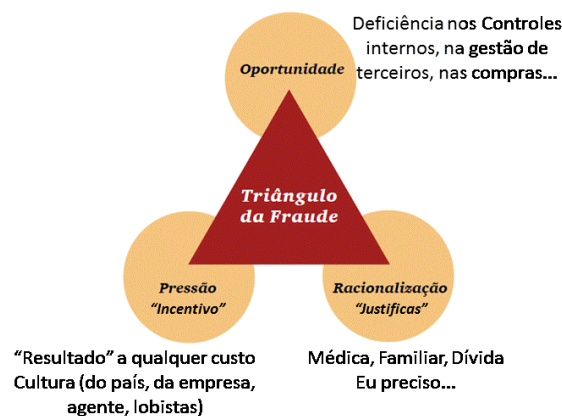 Deficiência nos Controles
internos, na gestão de
terceiros, nas compras...
Oportunidade
Triângulo
da Fraude
Pressão
“Incentivo”
Racionalização
“Justificas”
“Resultado” a qualquer custo
Cultura (do país, da empresa,
agente, lobistas)
Médica, Familiar, Dívida
Eu preciso...